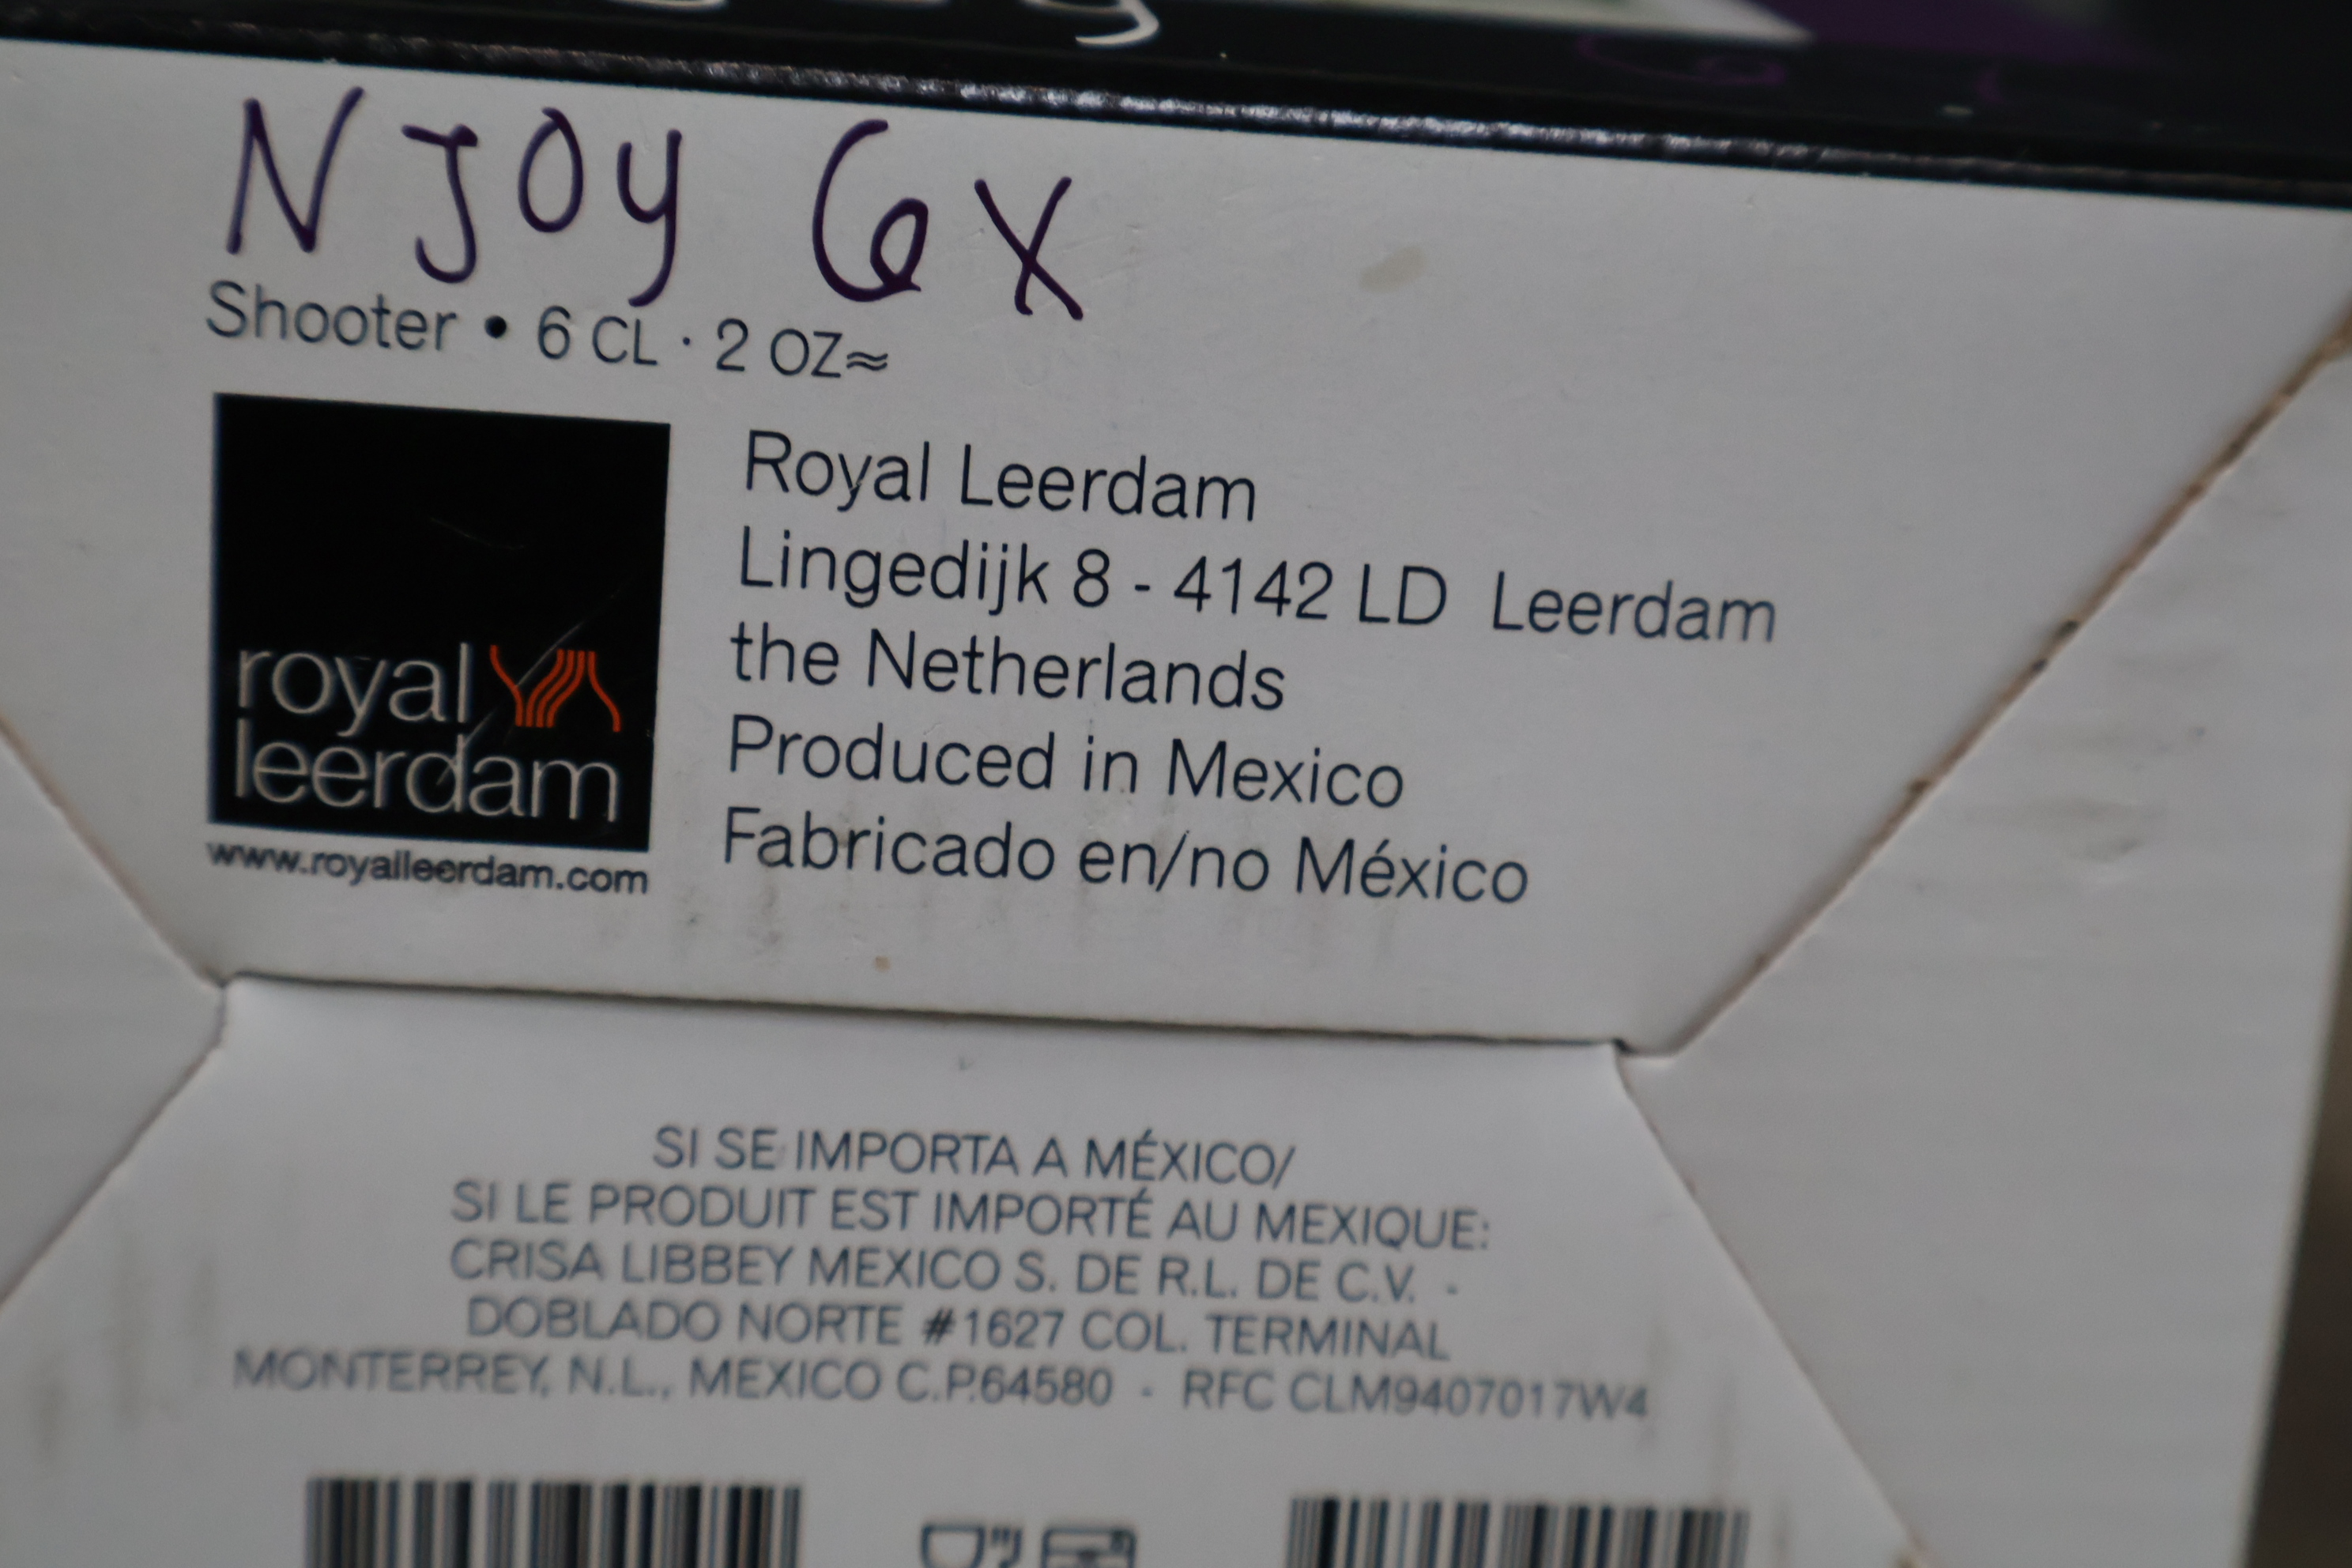 NJOY 6X
Shooter • 6 CL · 2 OZ≈
royal
leerdam
www.royalleerdam.com
Royal Leerdam
Lingedijk 8 - 4142 LD Leerdam
the Netherlands
Produced in Mexico
Fabricado en/no México
SI SE IMPORTA A MÉXICO/
SI LE PRODUIT EST IMPORTÉ AU MEXIQUE:
CRISA LIBBEY MEXICO S. DE R.L. DE C.V. -
DOBLADO NORTE #1627 COL. TERMINAL
MONTERREY, N.L., MEXICO C.P.64580 - RFC CLM9407017W4